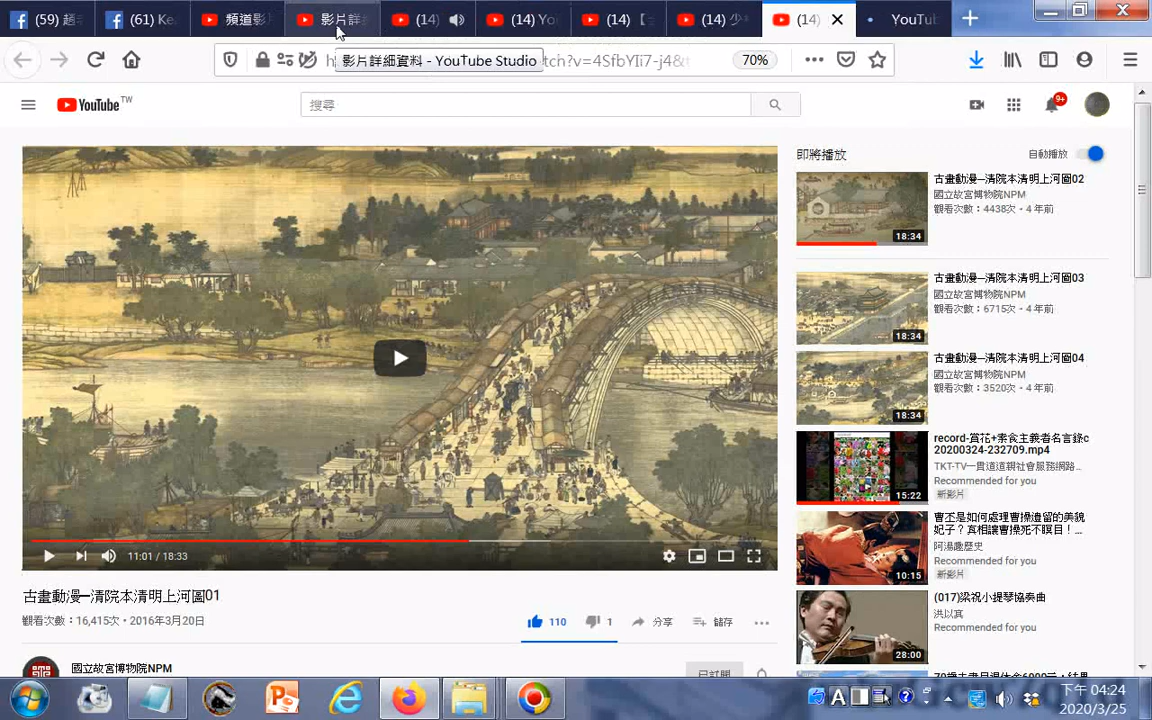 (59) 趙
(61) Ke
頻道影
影片詳
(14)
(14) Yo
(14)
(14) 少
(14)
YouTu
影片詳細資料 - YouTube Studio
tch?v=4SfbYIi7-j4&
70%
YouTube TW
搜尋
9+
即將播放
自動播放
古畫動漫─清院本清明上河圖02
國立故宮博物院NPM
觀看次數：4438次 • 4 年前
18:34
古畫動漫─清院本清明上河圖03
國立故宮博物院NPM
觀看次數：6715次 • 4 年前
18:34
古畫動漫─清院本清明上河圖04
國立故宮博物院NPM
觀看次數：3520次 • 4 年前
18:34
record-賞花+素食主義者名言錄c
20200324-232709.mp4
TKT-TV一貫道道親社會服務網路...
Recommended for you
新影片
15:22
曹丕是如何處理曹操遺留的美貌
妃子？真相讓曹操死不瞑目！...
阿湯趣歷史
Recommended for you
新影片
10:15
(017)梁祝小提琴協奏曲
洪以真
Recommended for you
28:00
11:01 / 18:33
古畫動漫─清院本清明上河圖01
觀看次數：16,415次 • 2016年3月20日
110
1
分享
儲存
國立故宮博物院NPM
已訂閱
下午 04:24
2020/3/25